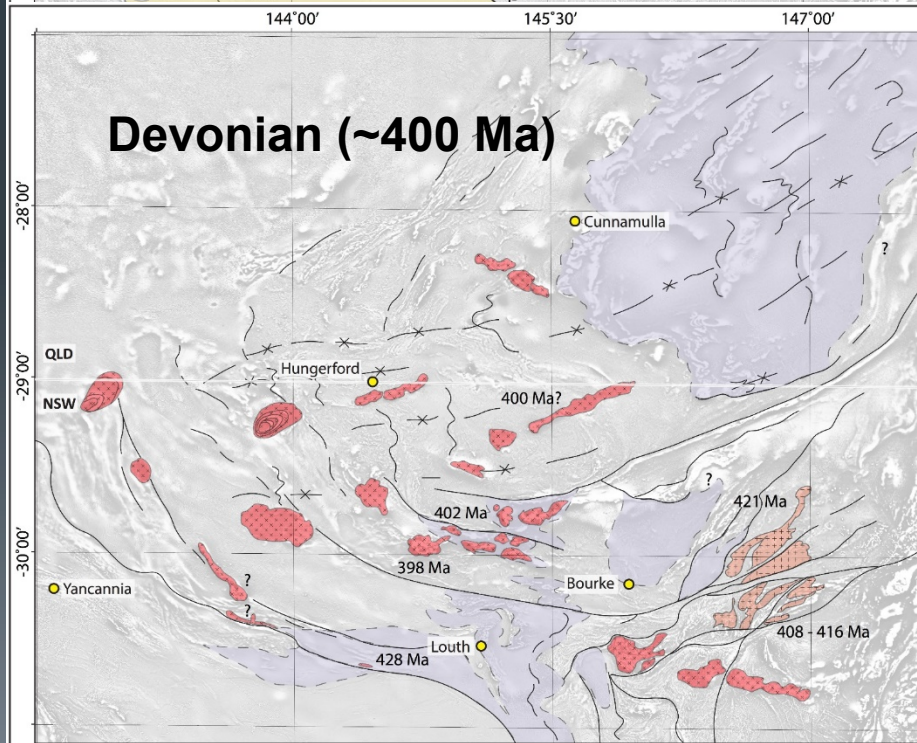 144˚00'
145˚30'
147˚00'
Devonian (~400 Ma)
-28˚00'
Cunnamulla
?
QLD
Hungerford
-29˚00'
NSW
400 Ma?
?
421 Ma
402 Ma
-30˚00'
398 Ma
Yancannia
?
Bourke
?
408 - 416 Ma
Louth
428 Ma